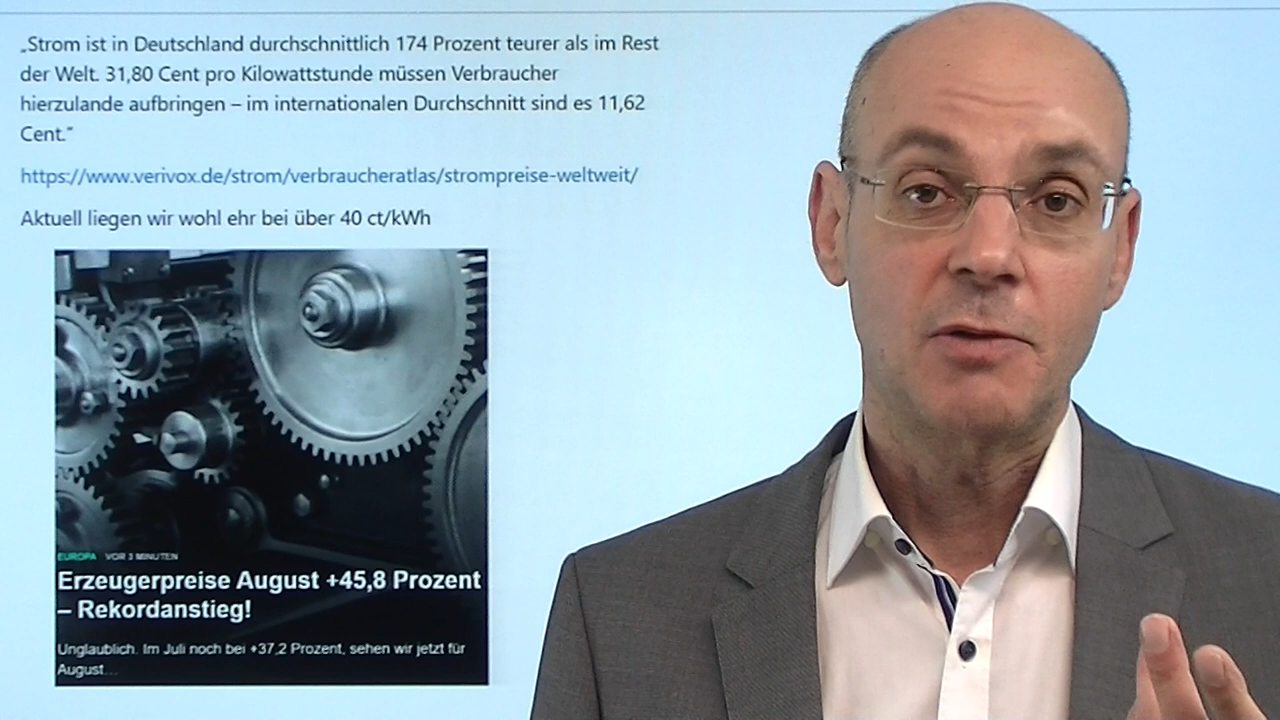 „Strom ist in Deutschland durchschnittlich 174 Prozent teurer als im Rest
der Welt. 31,80 Cent pro Kilowattstunde müssen Verbraucher
hierzulande aufbringen – im internationalen Durchschnitt sind es 11,62
Cent.“
https://www.verivox.de/strom/verbraucheratlas/strompreise-weltweit/
Aktuell liegen wir wohl ehr bei über 40 ct/kWh
EUROPA VOR 3 MINUTEN
Erzeugerpreise August +45,8 Prozent
– Rekordanstieg!
Unglaublich. Im Juli noch bei +37,2 Prozent, sehen wir jetzt für
August...